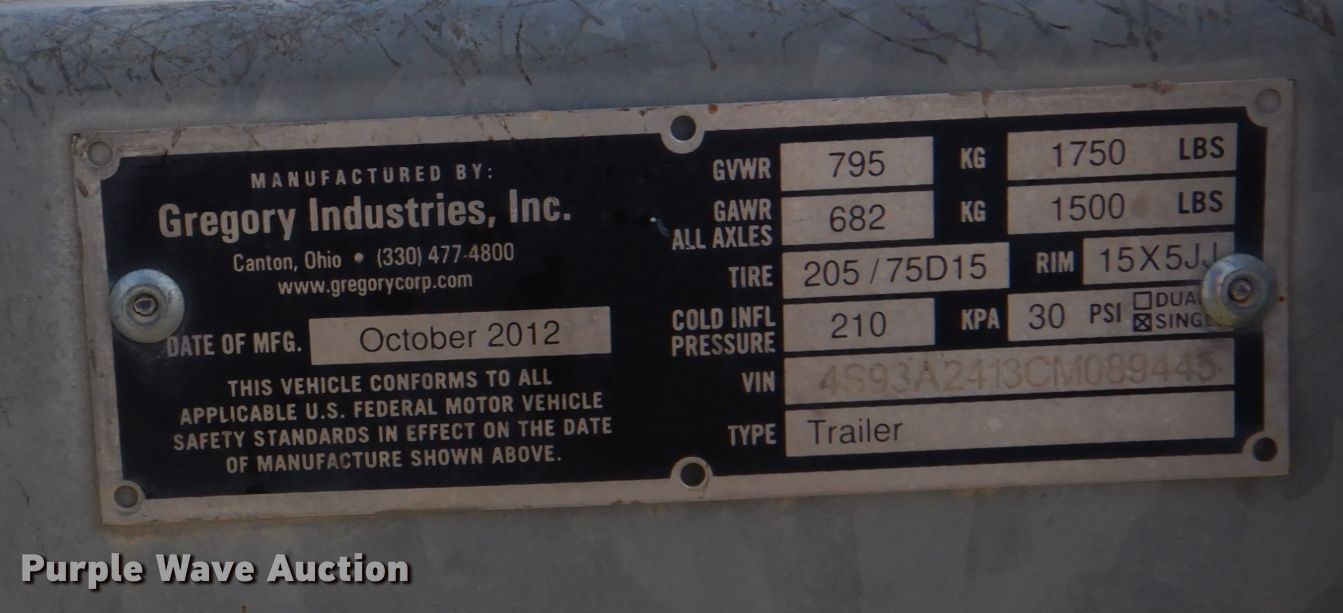 MANUFACTURED BY:
Gregory Industries, Inc.
Canton, Ohio • (330) 477-4800
www.gregorycorp.com
DATE OF MFG. October 2012
THIS VEHICLE CONFORMS TO ALL
APPLICABLE U.S. FEDERAL MOTOR VEHICLE
SAFETY STANDARDS IN EFFECT ON THE DATE
OF MANUFACTURE SHOWN ABOVE.
GVWR 795 KG 1750 LBS
GAWR
ALL AXLES 682 KG 1500 LBS
TIRE 205/75D15 RIM 15X5JJ
COLD INFL
PRESSURE 210 KPA 30 PSI
VIN 4S93A2413CM089445
TYPE Trailer
Purple Wave Auction